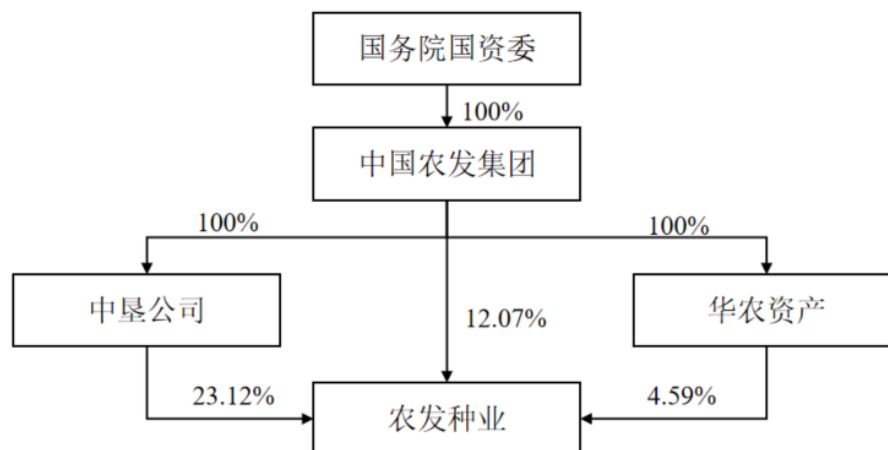 国务院国资委
100%
中国农发集团
100%
100%
中垦公司
12.07%
华农资产
23.12%
农发种业
4.59%